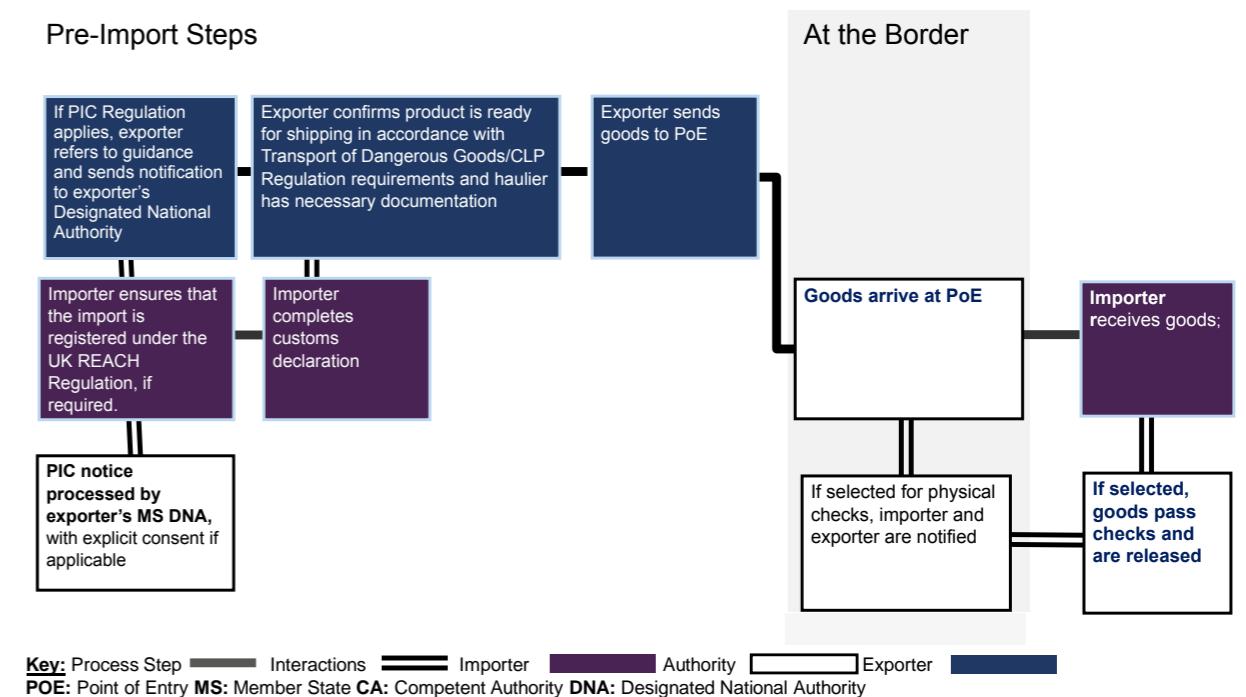 Pre-Import Steps
At the Border
If PIC Regulation
applies, exporter
refers to guidance
and sends notification
to exporter's
Designated National
Authority
Exporter confirms product is ready
for shipping in accordance with
Transport of Dangerous Goods/CLP
Regulation requirements and haulier
has necessary documentation
Exporter sends
goods to PoE
Importer ensures that
the import is
registered under the
UK REACH
Regulation, if
required.
Importer
completes
customs
declaration
Goods arrive at PoE
Importer
receives goods;
PIC notice
processed by
exporter's MS DNA,
with explicit consent if
applicable
If selected for physical
checks, importer and
exporter are notified
If selected,
goods pass
checks and
are released
Key: Process Step Interactions Importer Authority Exporter
POE: Point of Entry MS: Member State CA: Competent Authority DNA: Designated National Authority